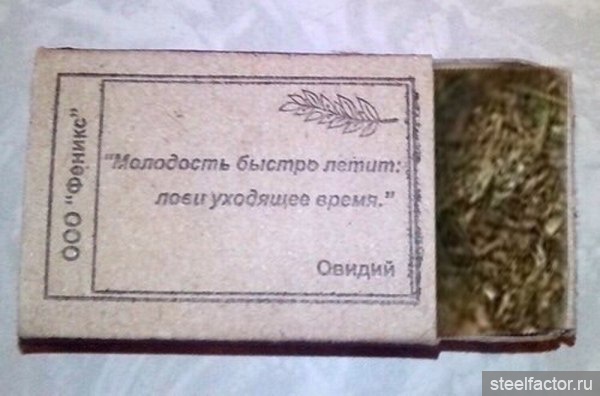 ООО "Феникс"
"Молодость быстро летит:
лови уходящее время."
Овидий
steelfactor.ru